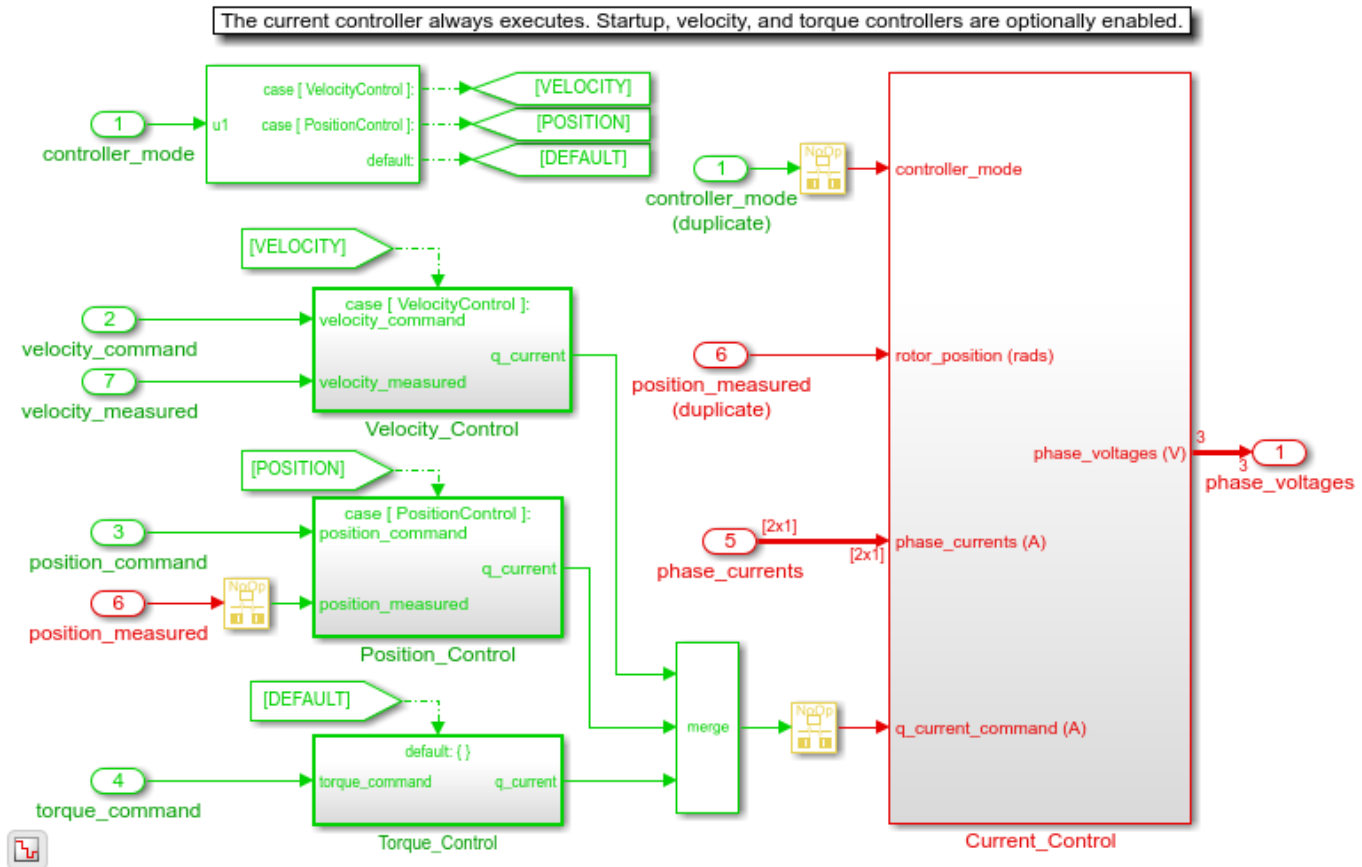 The current controller always executes. Startup, velocity, and torque controllers are optionally enabled.
case [ VelocityControl ]:
[VELOCITY]
1
u1
case [ PositionControl ]:
[POSITION]
controller_mode
default:
[DEFAULT]
1
NoOp
controller_mode
controller_mode
(duplicate)
[VELOCITY]
case [ VelocityControl ]:
2
velocity_command
velocity_command
q_current
7
velocity_measured
velocity_measured
Velocity_Control
6
rotor_position (rads)
position_measured
(duplicate)
[POSITION]
case [ PositionControl ]:
3
position_command
position_command
q_current
6
NoOp
position_measured
position_measured
Position_Control
phase_voltages (V)
3
3
1
phase_voltages
5
[2x1]
[2x1]
phase_currents (A)
phase_currents
[DEFAULT]
default: { }
4
torque_command
q_current
torque_command
Torque_Control
merge
NoOp
q_current_command (A)
Current_Control